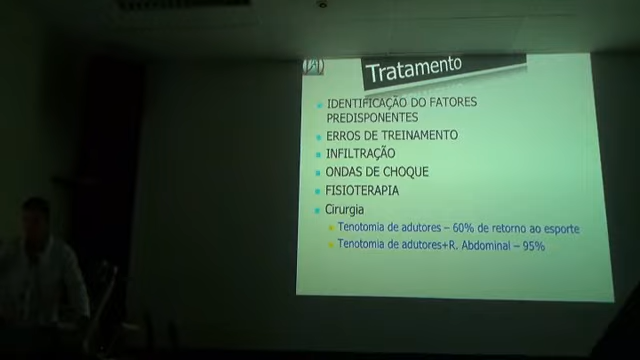 Tratamento
IDENTIFICAÇÃO DO FATORES
PREDISPONENTES
ERROS DE TREINAMENTO
INFILTRAÇÃO
ONDAS DE CHOQUE
FISIOTERAPIA
Cirurgia
Tenotomia de adutores – 60% de retorno ao esporte
Tenotomia de adutores+R. Abdominal – 95%